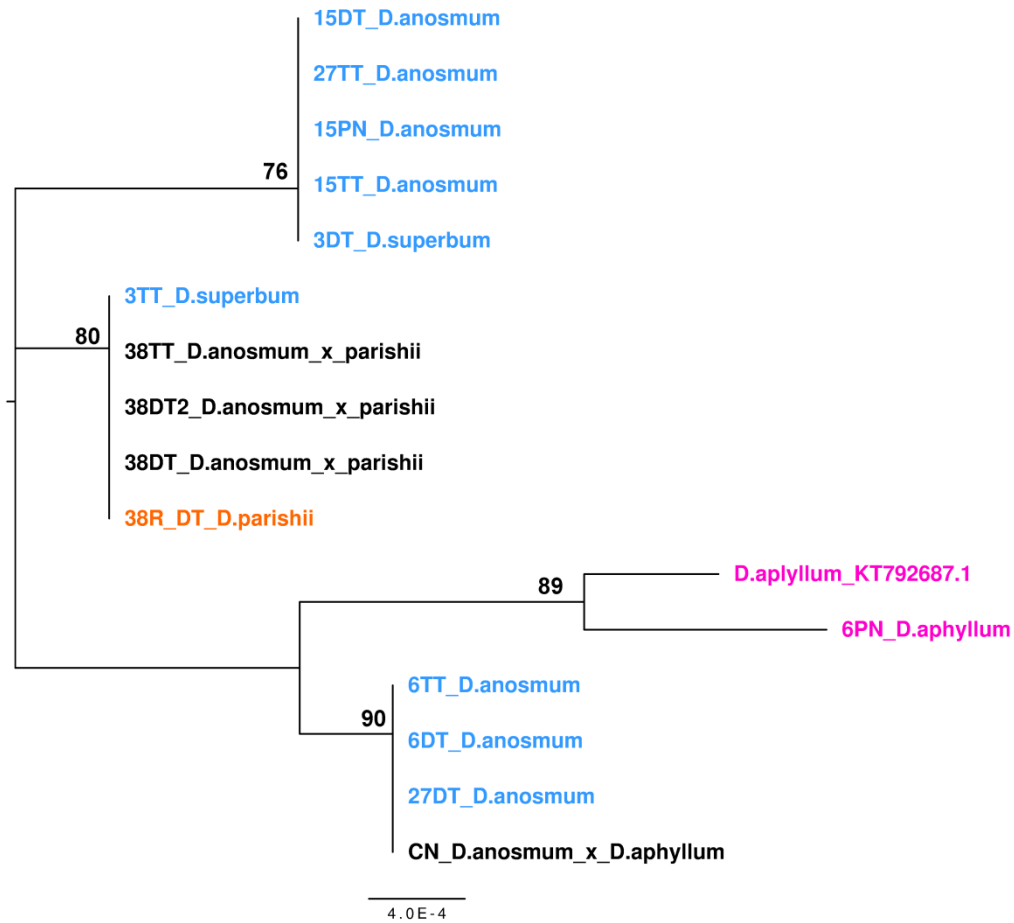 15DT_D.anosmum
27TT_D.anosmum
15PN_D.anosmum
76
15TT_D.anosmum
3DT_D.superbum
3TT_D.superbum
80
38TT_D.anosmum_x_parishii
38DT2_D.anosmum_x_parishii
38DT_D.anosmum_x_parishii
38R_DT_D.parishii
D.aplyllum_KT792687.1
89
6PN_D.aphyllum
6TT_D.anosmum
90
6DT_D.anosmum
27DT_D.anosmum
CN_D.anosmum_x_D.aphyllum
4.0E-4